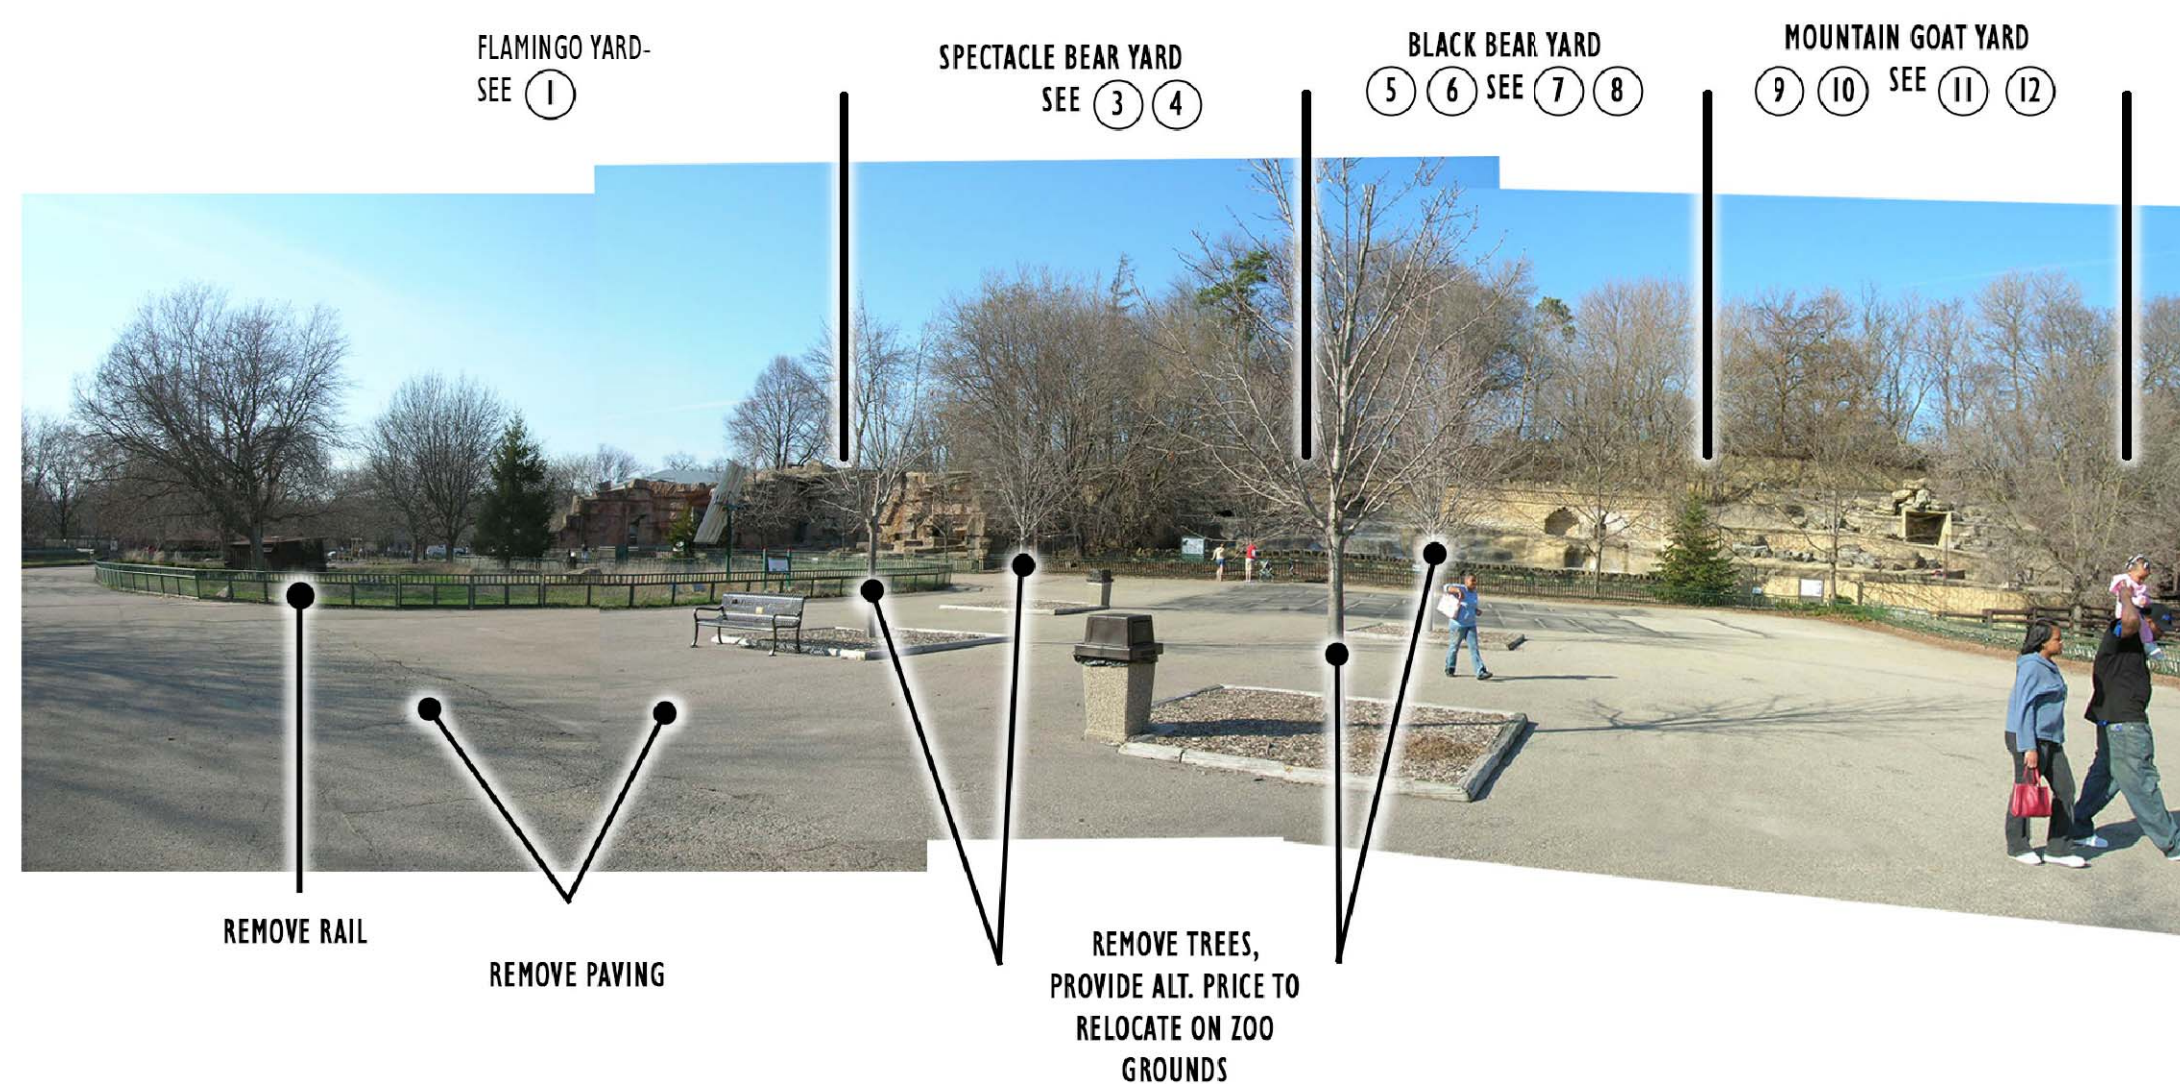 FLAMINGO YARD-
SEE 1
SPECTACLE BEAR YARD
SEE 3 4
BLACK BEAR YARD
5 6 SEE 7 8
MOUNTAIN GOAT YARD
9 10 SEE 11 12
REMOVE RAIL
REMOVE PAVING
REMOVE TREES,
PROVIDE ALT. PRICE TO
RELOCATE ON ZOO
GROUNDS